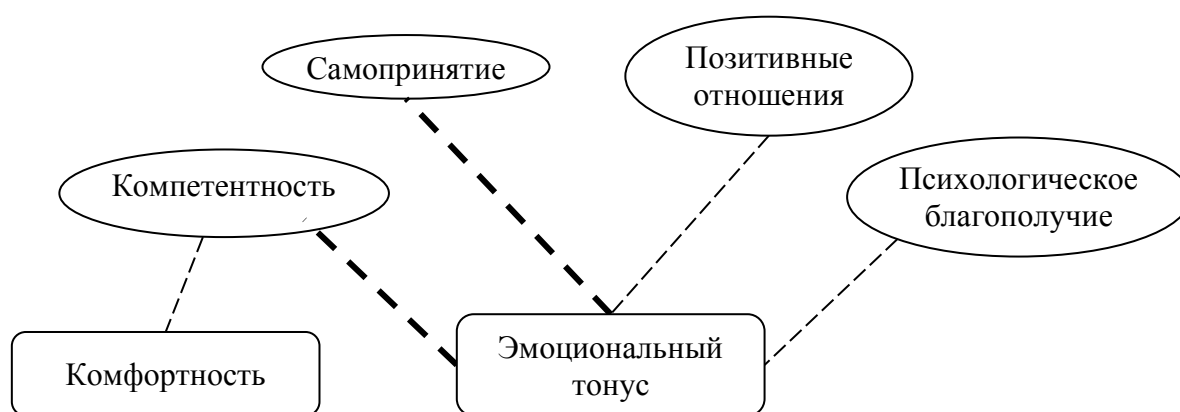 Самопринятие
Позитивные
отношения
Компетентность
Психологическое
благополучие
Комфортность
Эмоциональный
тонус